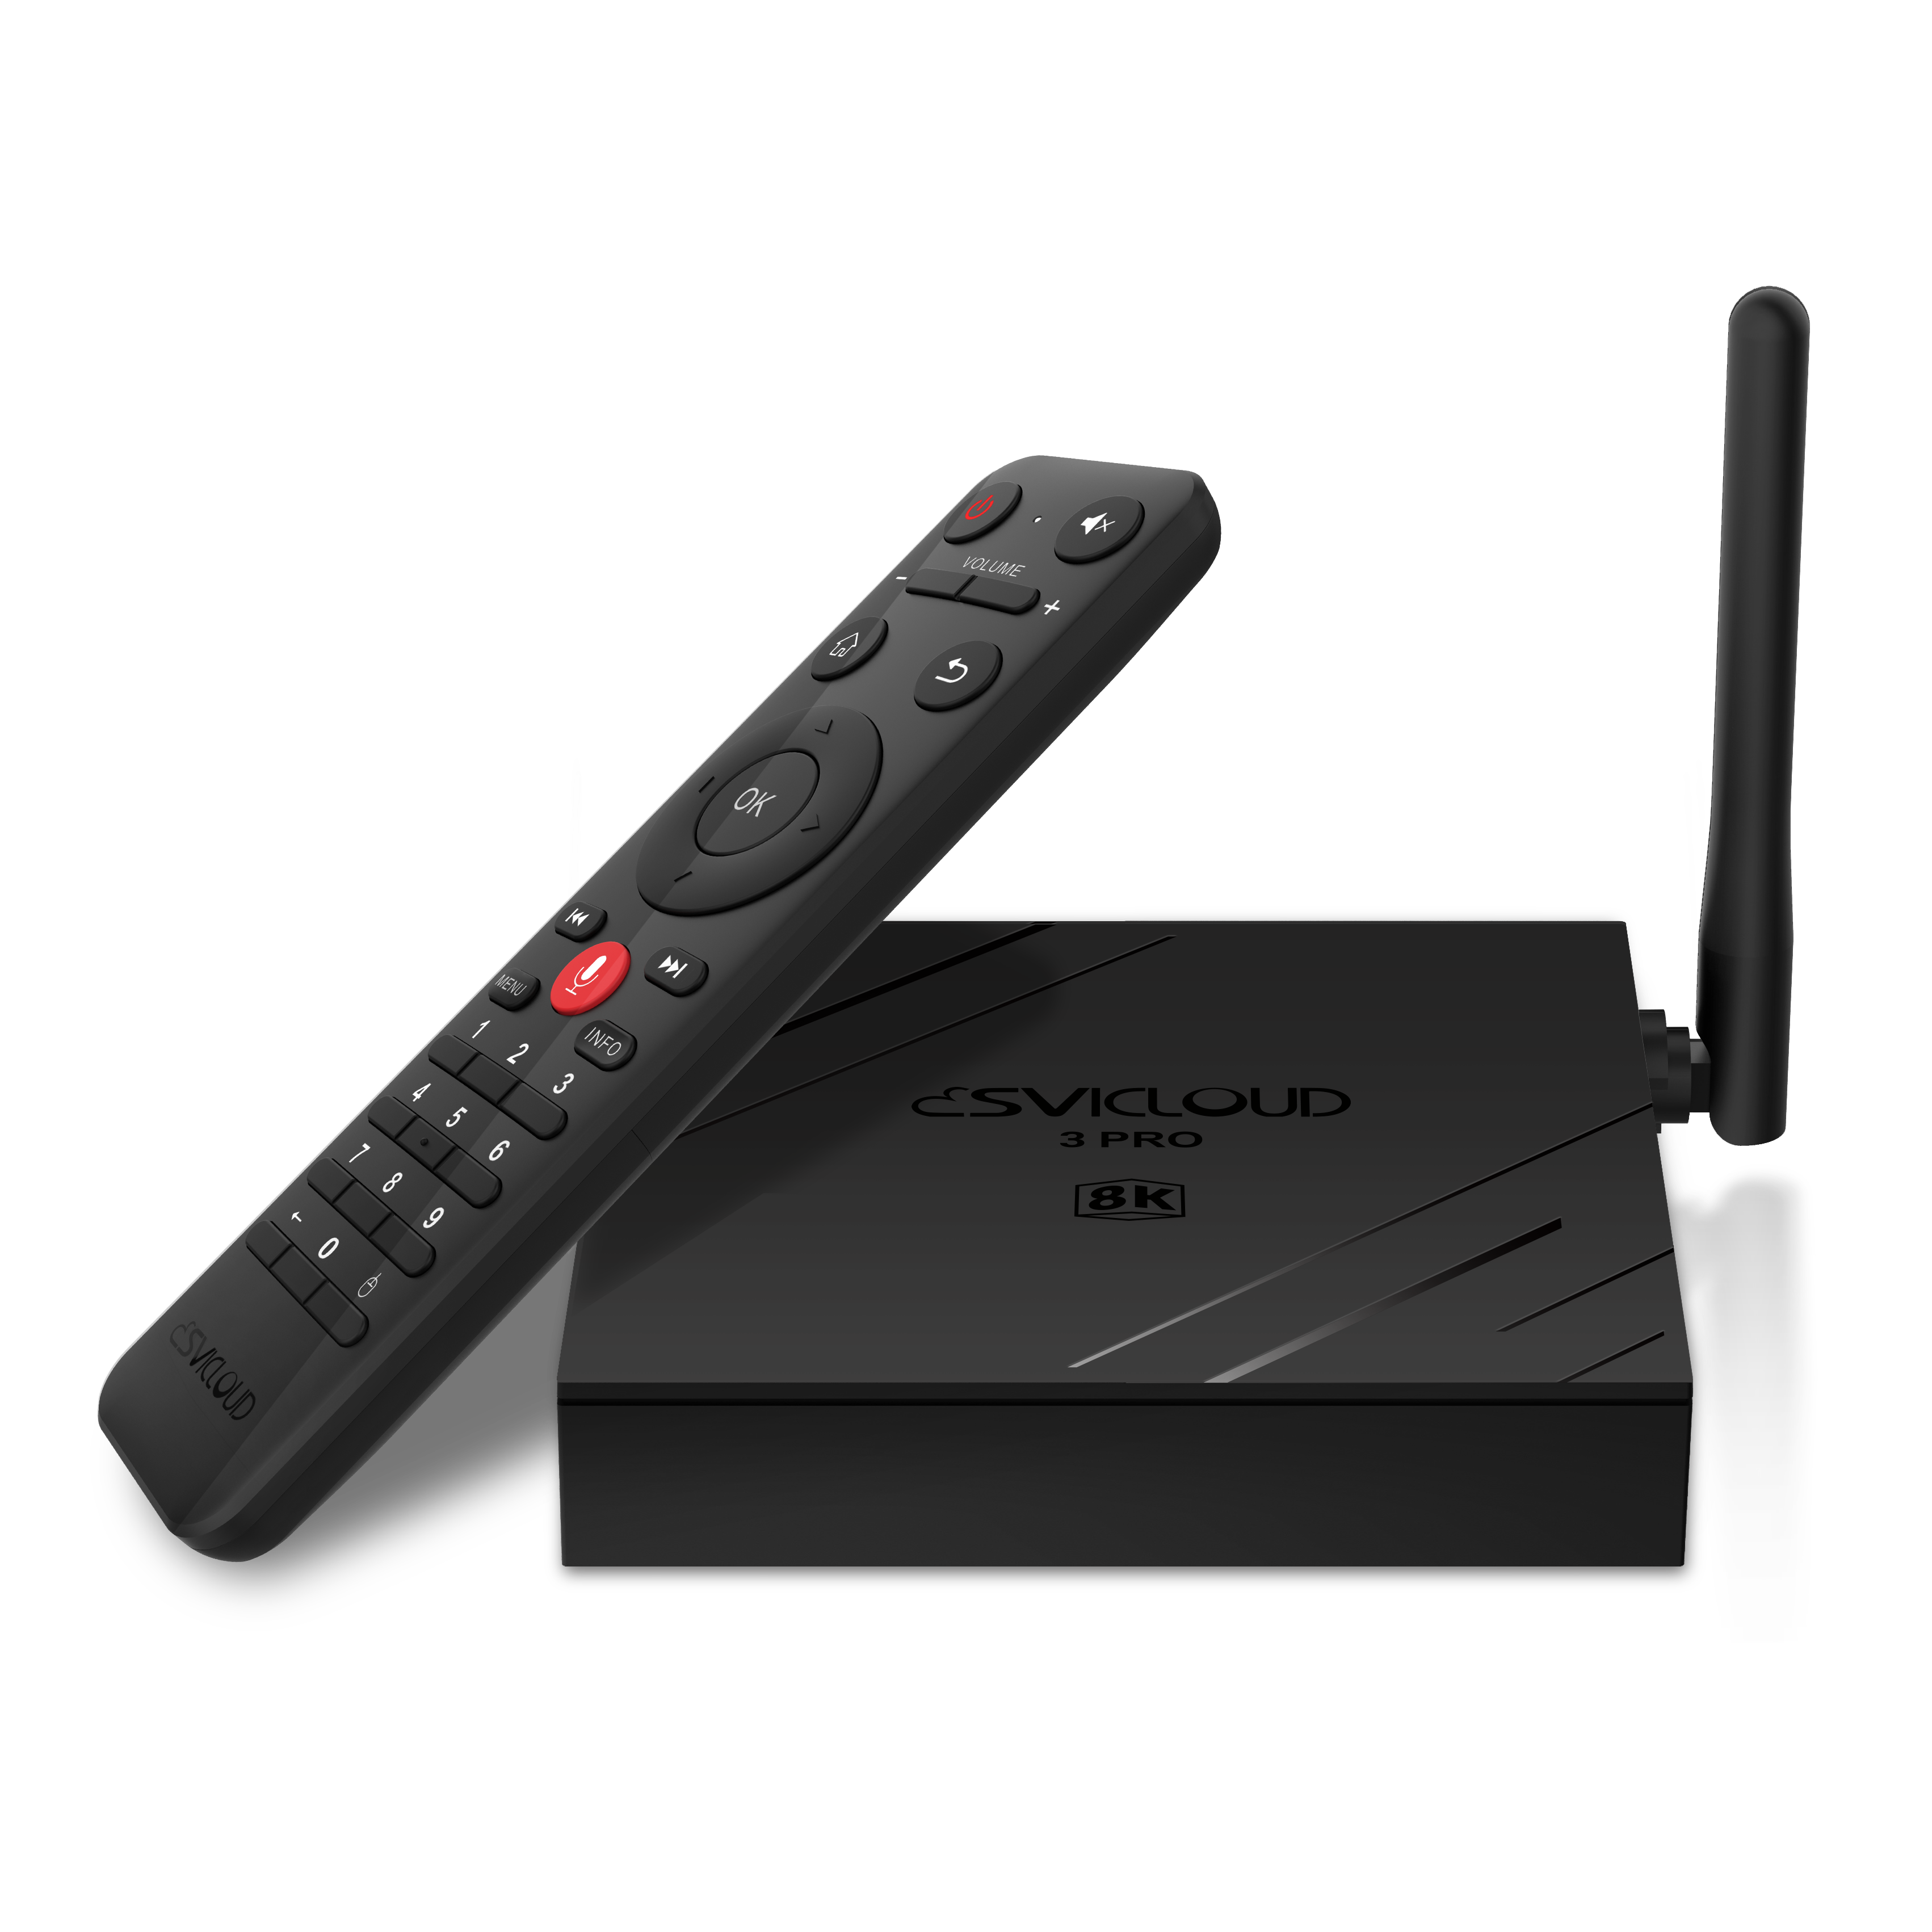 VOLUME
- +
OK
MENU
INFO
1 2 3
4 5 6
7 8 9
0
SVICLOUD
SVICLOUD
3 PRO
8K